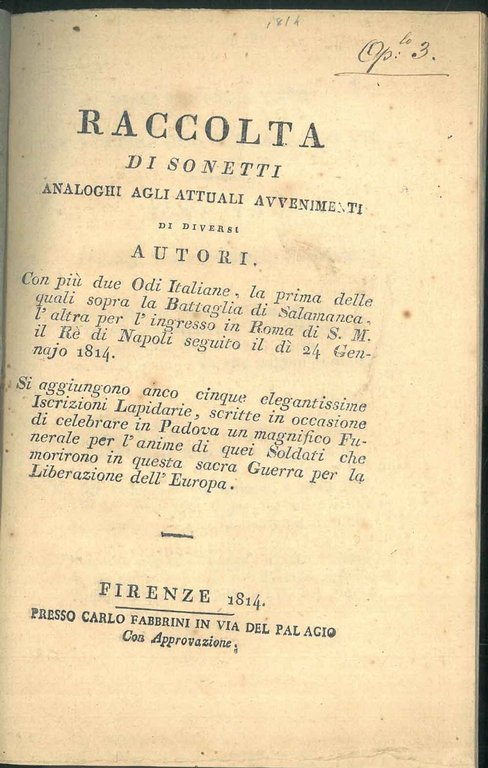 1814
Op:lo 3.
RACCOLTA
DI SONETTI
ANALOGHI AGLI ATTUALI AVVENIMENTI
DI DIVERSI
AUTORI.
Con più due Odi Italiane, la prima delle
quali sopra la Battaglia di Salamanca,
l'altra per l'ingresso in Roma di S. M.
il Rè di Napoli seguito il dì 24 Gen-
najo 1814.
Si aggiungono anco cinque elegantissime
Iscrizioni Lapidarie, scritte in occasione
di celebrare in Padova un magnifico Fu-
nerale per l'anime di quei Soldati che
morirono in questa sacra Guerra per la
Liberazione dell'Europa.
FIRENZE 1814.
PRESSO CARLO FABBRINI IN VIA DEL PALAGIO
Con Approvazione.